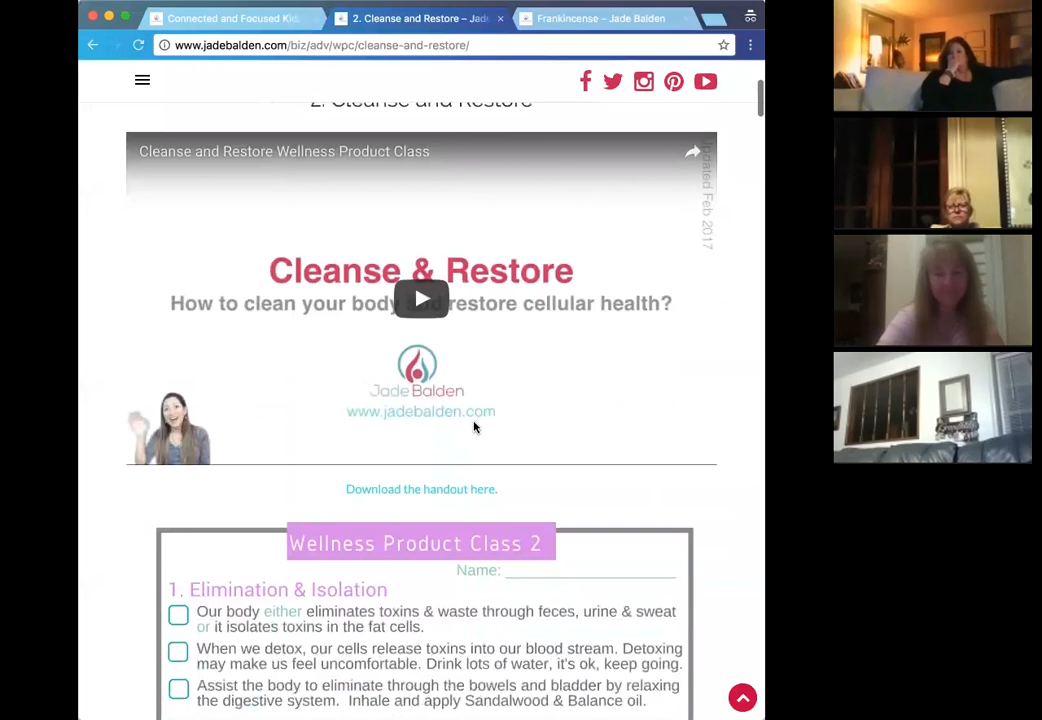 Connected and Focused Kid
2. Cleanse and Restore – Jade
Frankincense – Jade Balden
www.jadebalden.com/biz/adv/wpc/cleanse-and-restore/
2. Cleanse and Restore
Cleanse and Restore Wellness Product Class
Updated Feb 2017
Cleanse & Restore
How to clean your body and restore cellular health?
Jade Balden
www.jadebalden.com
Download the handout here.
Wellness Product Class 2
Name:
1. Elimination & Isolation
Our body either eliminates toxins & waste through feces, urine & sweat
or it isolates toxins in the fat cells.
When we detox, our cells release toxins into our blood stream. Detoxing
may make us feel uncomfortable. Drink lots of water, it's ok, keep going.
Assist the body to eliminate through the bowels and bladder by relaxing
the digestive system. Inhale and apply Sandalwood & Balance oil.